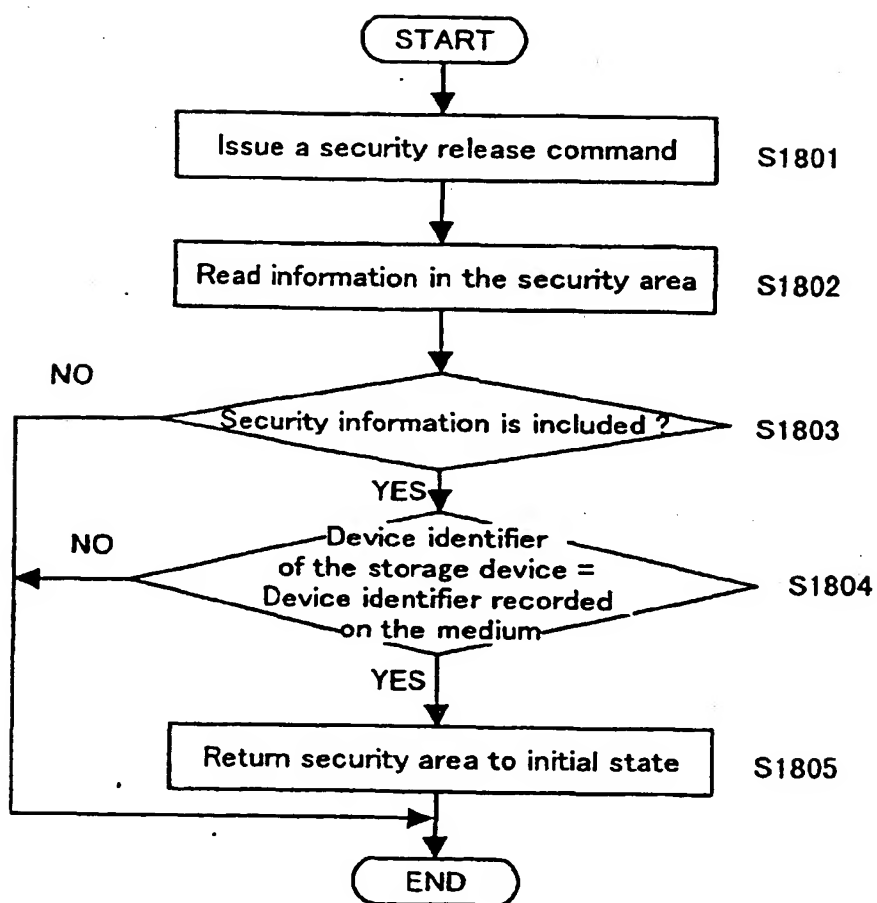 START
Issue a security release command
S1801
Read information in the security area
S1802
NO
Security information is included ?
S1803
YES
NO
Device identifier
of the storage device =
Device identifier recorded
on the medium
S1804
YES
Return security area to initial state
S1805
END